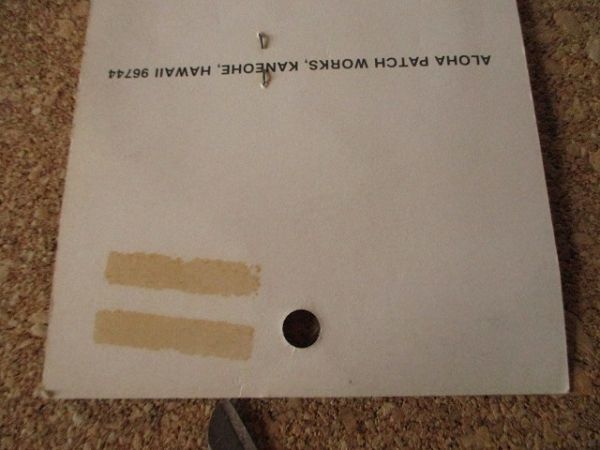 ALOHA PATCH WORKS, KANEOHE, HAWAII 96744